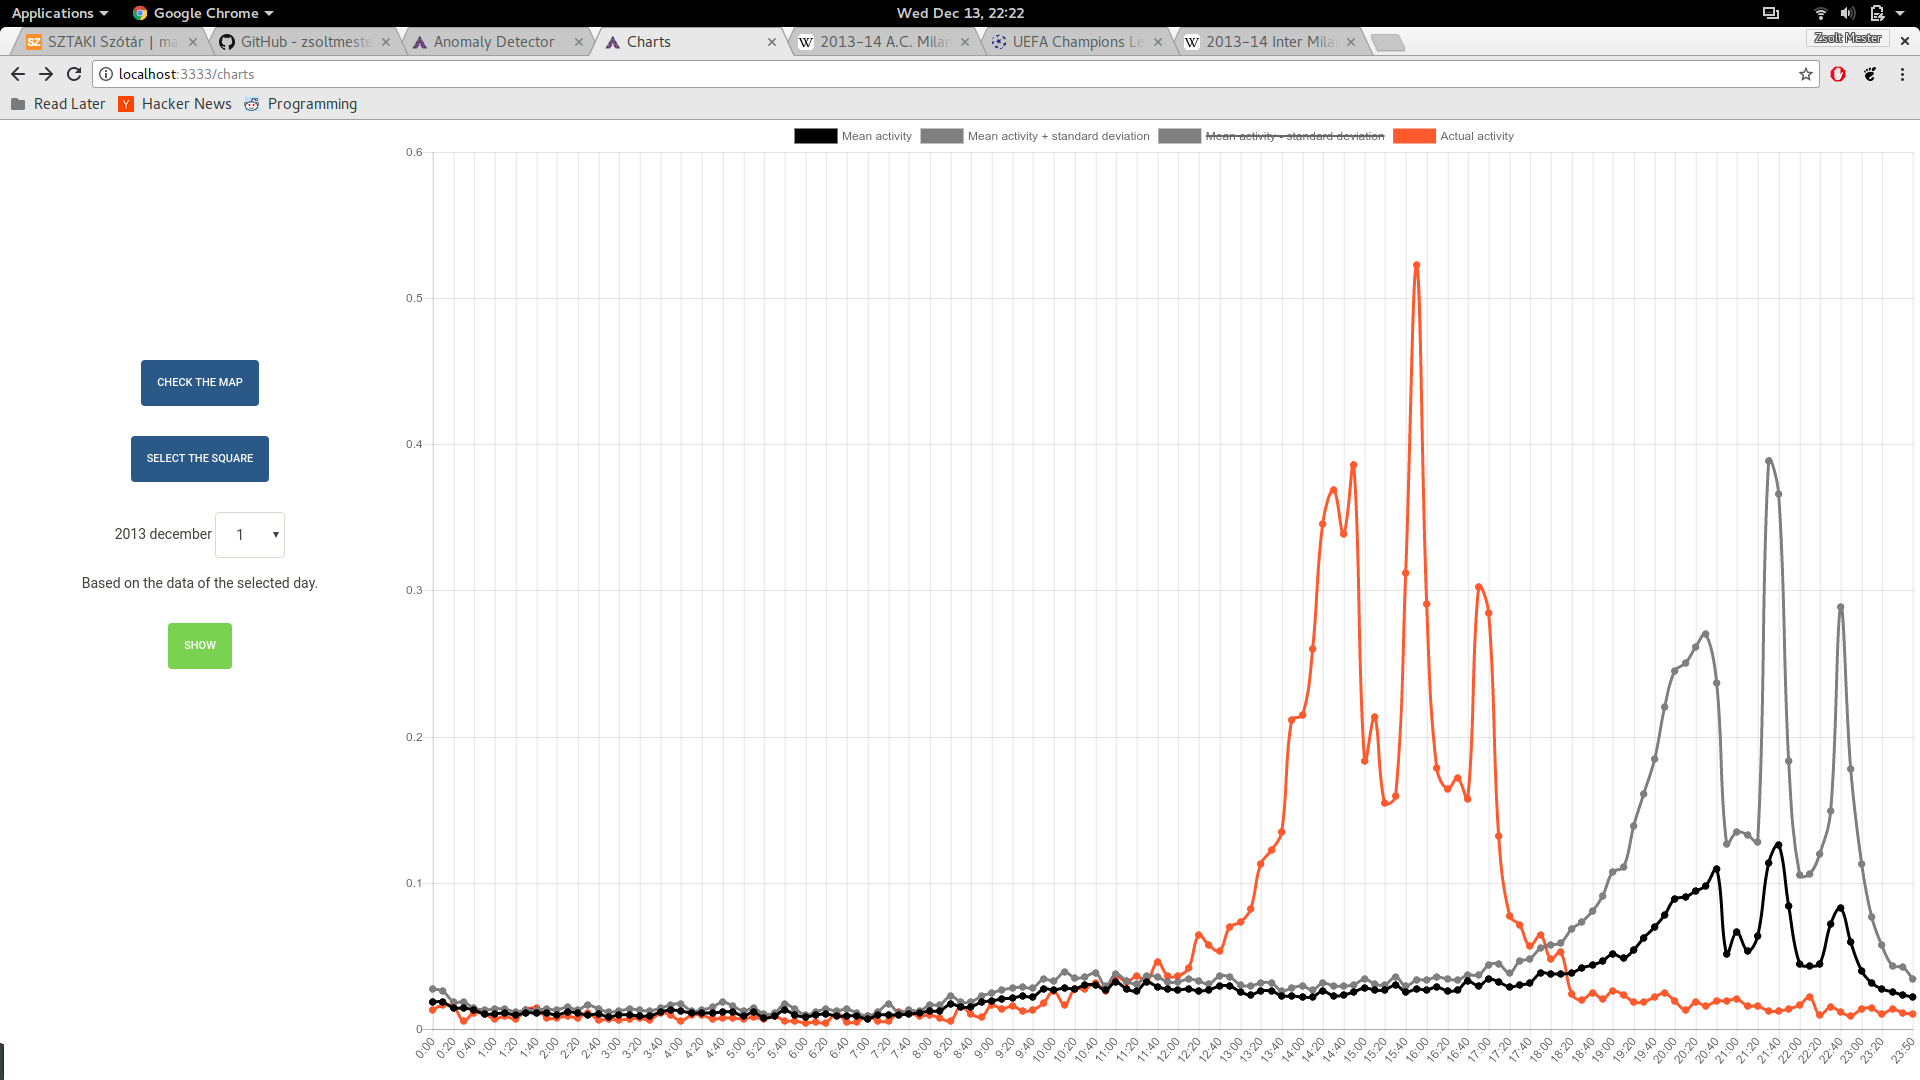 Applications
Google Chrome
Wed Dec 13, 22:22
SZTAKI Szótár | ma
GitHub - zsoltmeste
Anomaly Detector
Charts
2013–14 A.C. Milan
UEFA Champions Le
2013–14 Inter Mila
Zsolt Mester
localhost:3333/charts
Read Later
Hacker News
Programming
Mean activity
Mean activity + standard deviation
Mean activity - standard deviation
Actual activity
CHECK THE MAP
SELECT THE SQUARE
2013 december 1
Based on the data of the selected day.
SHOW
0.6
0.5
0.4
0.3
0.2
0.1
0
0:00 0:20 0:40 1:00 1:20 1:40 2:00 2:20 2:40 3:00 3:20 3:40 4:00 4:20 4:40 5:00 5:20 5:40 6:00 6:20 6:40 7:00 7:20 7:40 8:00 8:20 8:40 9:00 9:20 9:40 10:00 10:20 10:40 11:00 11:20 11:40 12:00 12:20 12:40 13:00 13:20 13:40 14:00 14:20 14:40 15:00 15:20 15:40 16:00 16:20 16:40 17:00 17:20 17:40 18:00 18:20 18:40 19:00 19:20 19:40 20:00 20:20 20:40 21:00 21:20 21:40 22:00 22:20 22:40 23:00 23:20 23:50